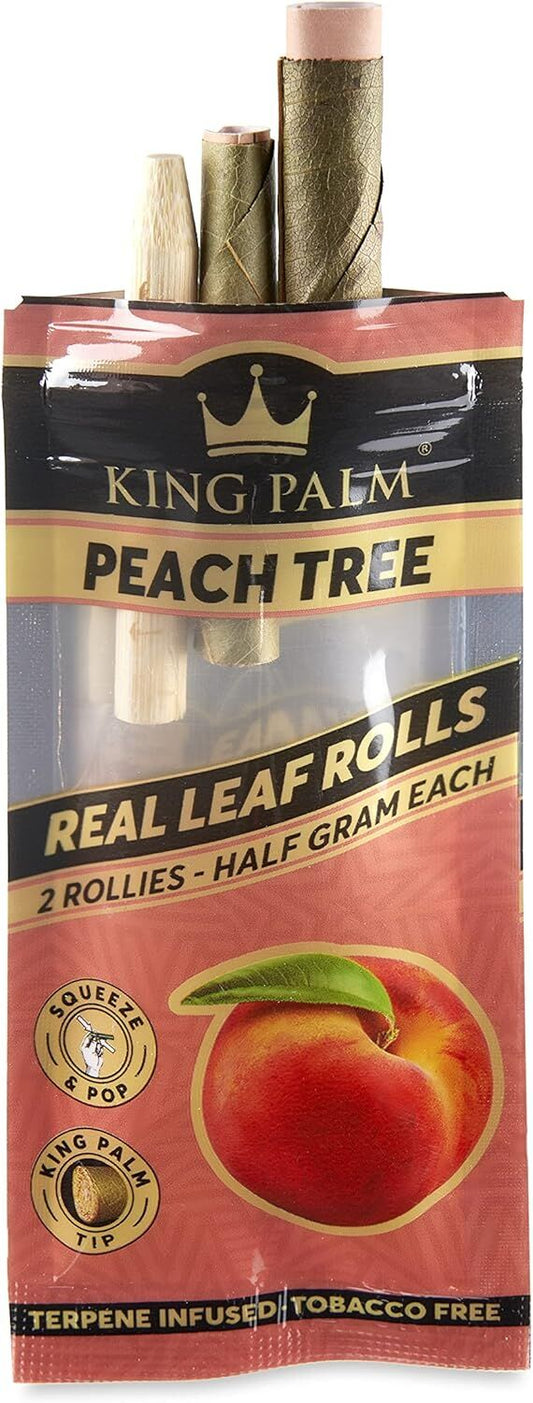 KING PALM®
PEACH TREE
REAL LEAF ROLLS
2 ROLLIES - HALF GRAM EACH
SQUEEZE
& POP
KING PALM
TIP
TERPENE INFUSED·TOBACCO FREE